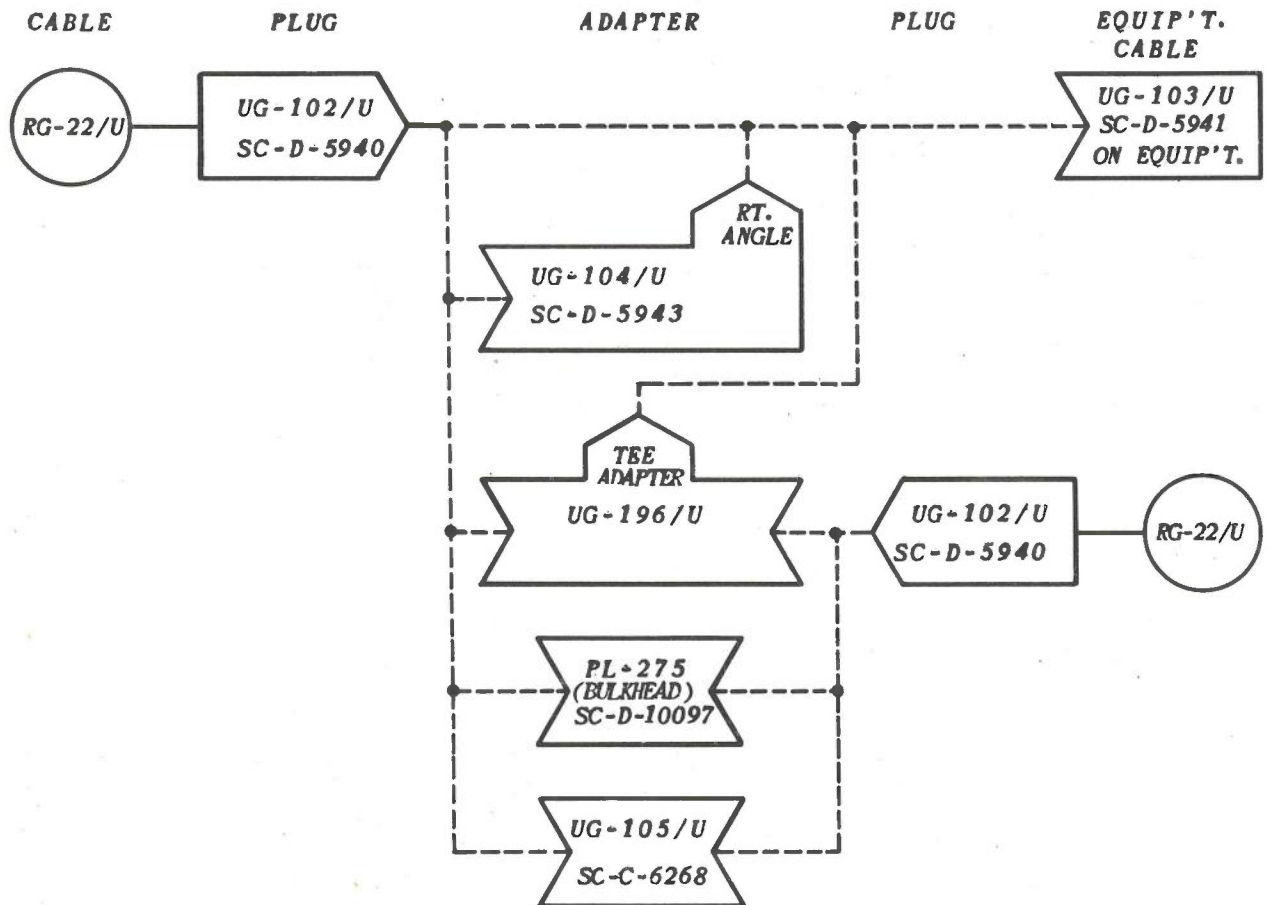 CABLE PLUG ADAPTER PLUG EQUIP'T.
CABLE
RG-22/U
UG-102/U
SC-D-5940
UG-103/U
SC-D-5941
ON EQUIP'T.
RT.
ANGLE
UG-104/U
SC-D-5943
TEE
ADAPTER
UG-196/U
UG-102/U
SC-D-5940
RG-22/U
PL-275
(BULKHEAD)
SC-D-10097
UG-105/U
SC-C-6268